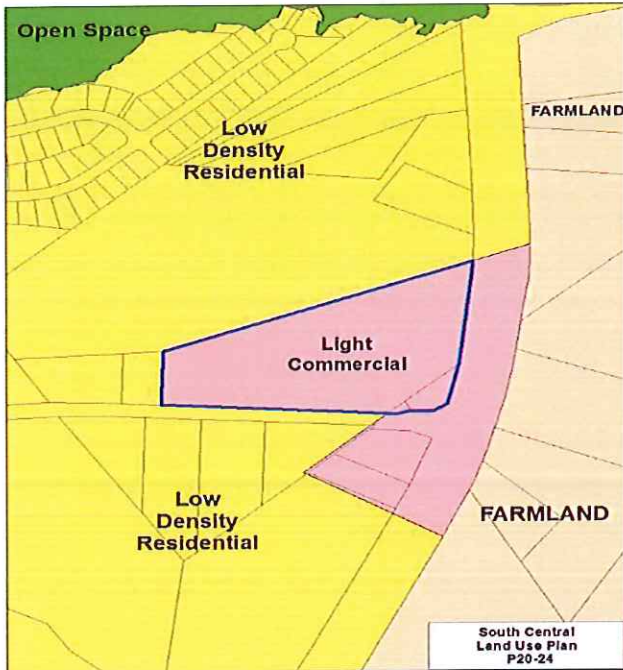 Open Space
FARMLAND
Low
Density
Residential
Light
Commercial
Low
Density
Residential
FARMLAND
South Central
Land Use Plan
P20-24